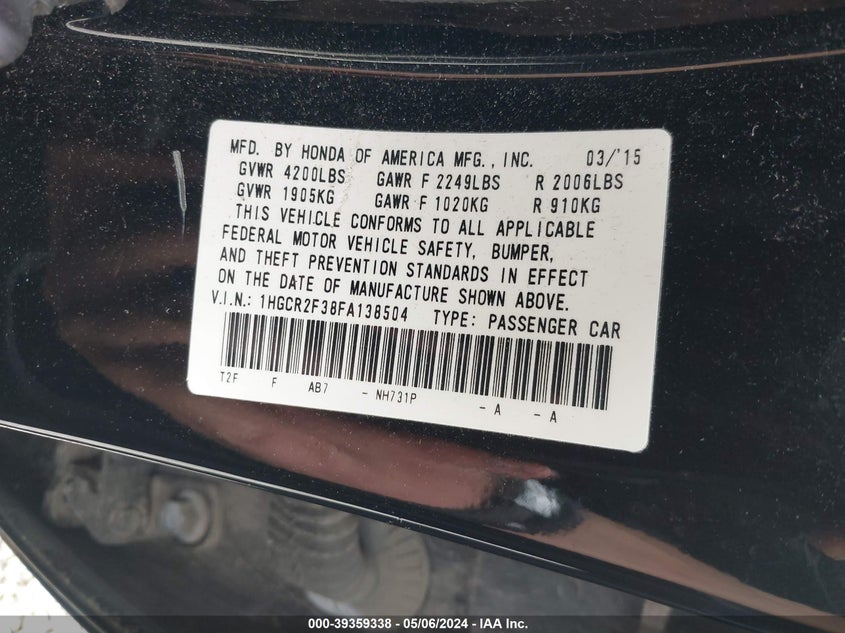 MFD. BY HONDA OF AMERICA MFG., INC. 03/'15
GVWR 4200LBS GAWR F 2249LBS R 2006LBS
GVWR 1905KG GAWR F 1020KG R 910KG
THIS VEHICLE CONFORMS TO ALL APPLICABLE
FEDERAL MOTOR VEHICLE SAFETY, BUMPER,
AND THEFT PREVENTION STANDARDS IN EFFECT
ON THE DATE OF MANUFACTURE SHOWN ABOVE.
V.I.N.: 1HGCR2F38FA138504 TYPE: PASSENGER CAR
T2F F AB7 - NH731P - A - A
000-39359338 - 05/06/2024 - IAA Inc.